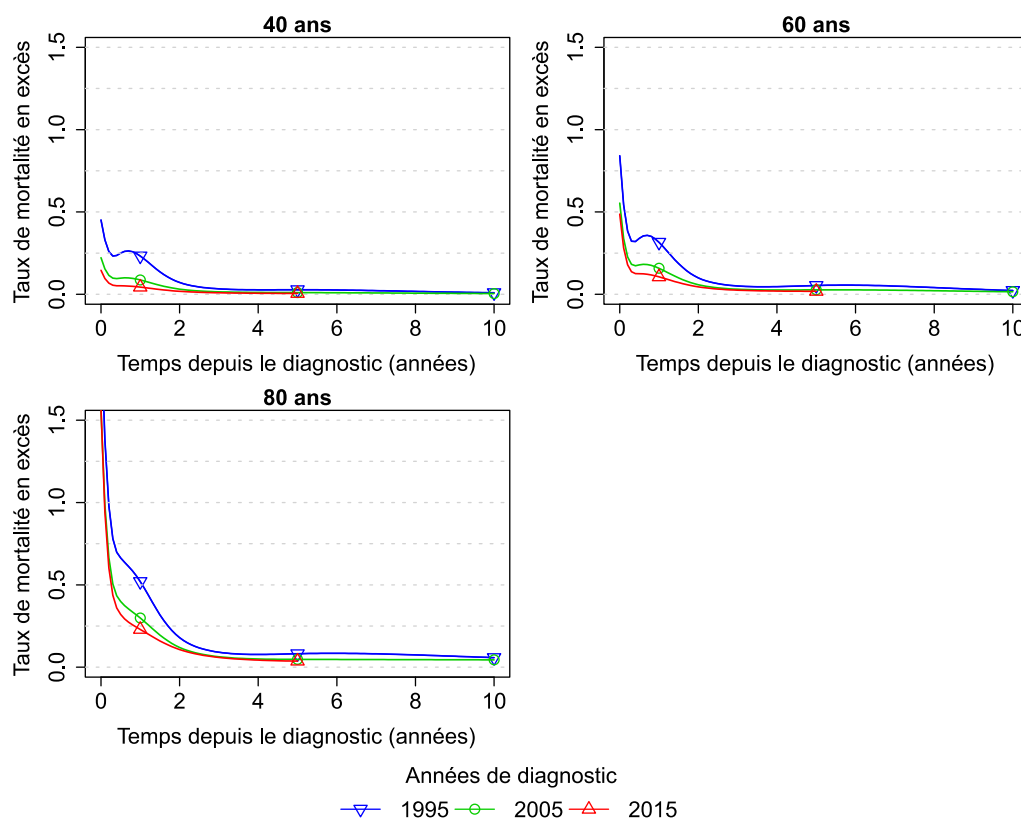 40 ans
Taux de mortalité en excès
0.0 0.5 1.0 1.5
0 2 4 6 8 10
Temps depuis le diagnostic (années)
60 ans
Taux de mortalité en excès
0.0 0.5 1.0 1.5
0 2 4 6 8 10
Temps depuis le diagnostic (années)
80 ans
Taux de mortalité en excès
0.0 0.5 1.0 1.5
0 2 4 6 8 10
Temps depuis le diagnostic (années)
Années de diagnostic
1995 2005 2015